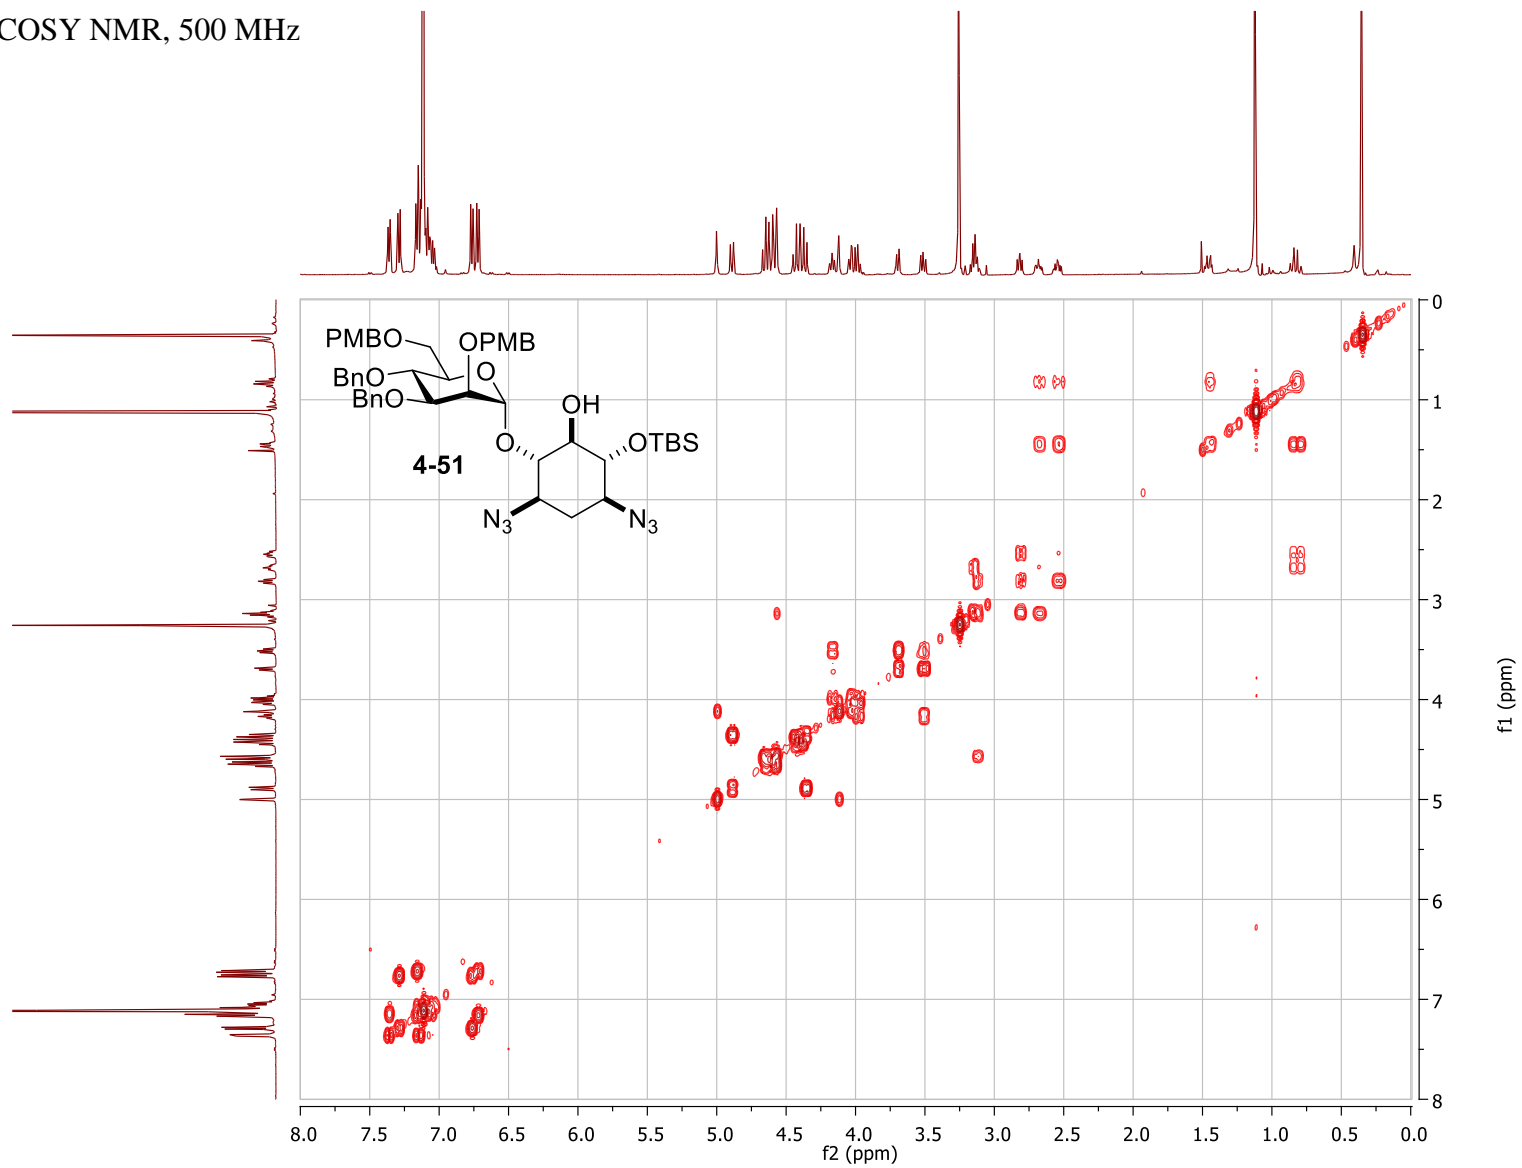 COSY NMR, 500 MHz
PMBO
OPMB
O
BnO
BnO
OH
O
OTBS
4-51
N3
N3
0
1
2
3
4
5
6
7
8
f1 (ppm)
8.0 7.5 7.0 6.5 6.0 5.5 5.0 4.5 4.0 3.5 3.0 2.5 2.0 1.5 1.0 0.5 0.0
f2 (ppm)